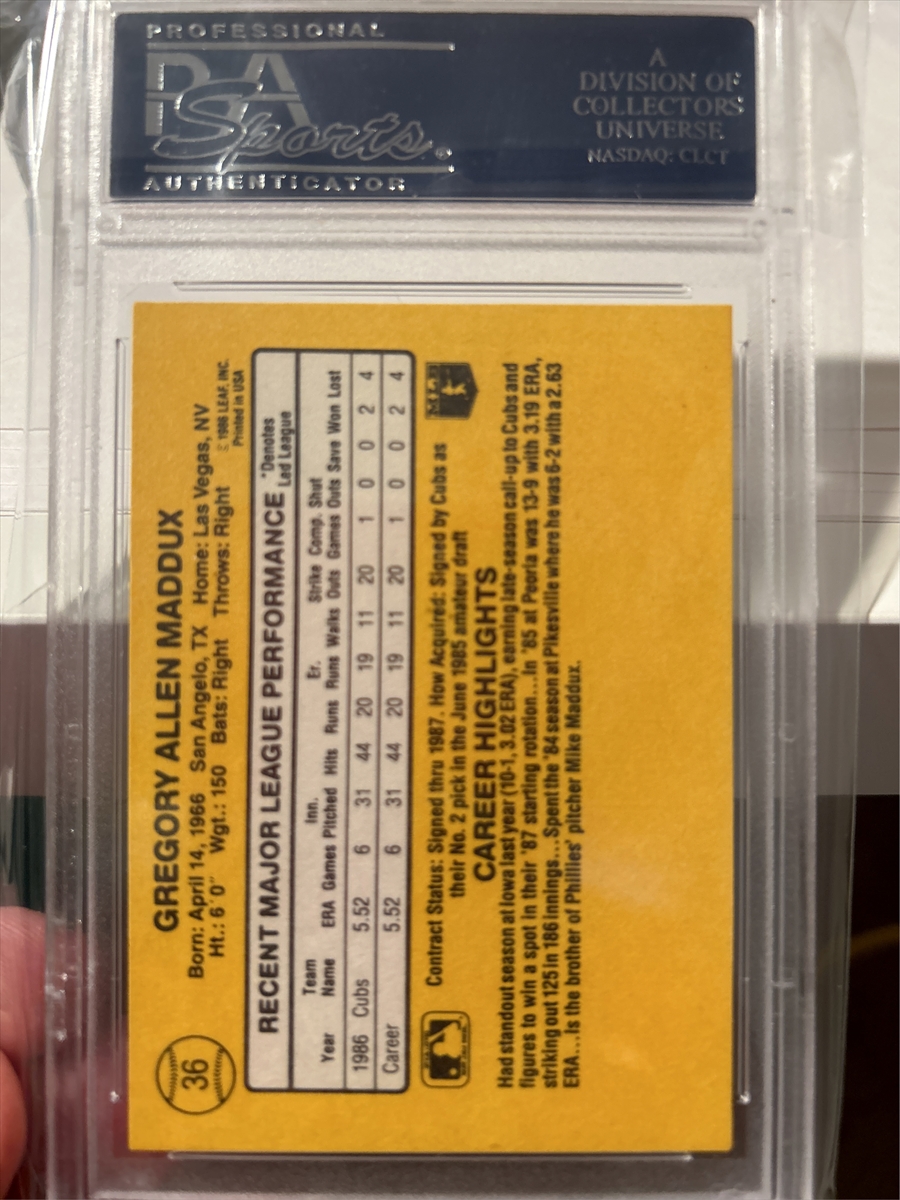 PROFESSIONAL
PSA
Sports®
AUTHENTICATOR
A
DIVISION OF
COLLECTORS
UNIVERSE
NASDAQ: CLCT
36
GREGORY ALLEN MADDUX
Born: April 14, 1966 San Angelo, TX Home: Las Vegas, NV
Ht.: 6'0" Wgt.: 150 Bats: Right Throws: Right
© 1986 LEAF, INC.
Printed in USA
RECENT MAJOR LEAGUE PERFORMANCE *Denotes Led League
Year Team Name ERA Games Inn. Pitched Hits Runs Er. Runs Walks Strike Outs Comp. Games Shut Outs Save Won Lost
1986 Cubs 5.52 6 31 44 20 19 11 20 1 0 0 2 4
Career 5.52 6 31 44 20 19 11 20 1 0 0 2 4
Contract Status: Signed thru 1987. How Acquired: Signed by Cubs as
their No. 2 pick in the June 1985 amateur draft
CAREER HIGHLIGHTS
Had standout season at Iowa last year (10-1, 3.02 ERA), earning late-season call-up to Cubs and
figures to win a spot in their '87 starting rotation...In '85 at Peoria was 13-9 with 3.19 ERA,
striking out 125 in 186 innings...Spent the '84 season at Pikesville where he was 6-2 with a 2.63
ERA...Is the brother of Phillies' pitcher Mike Maddux.